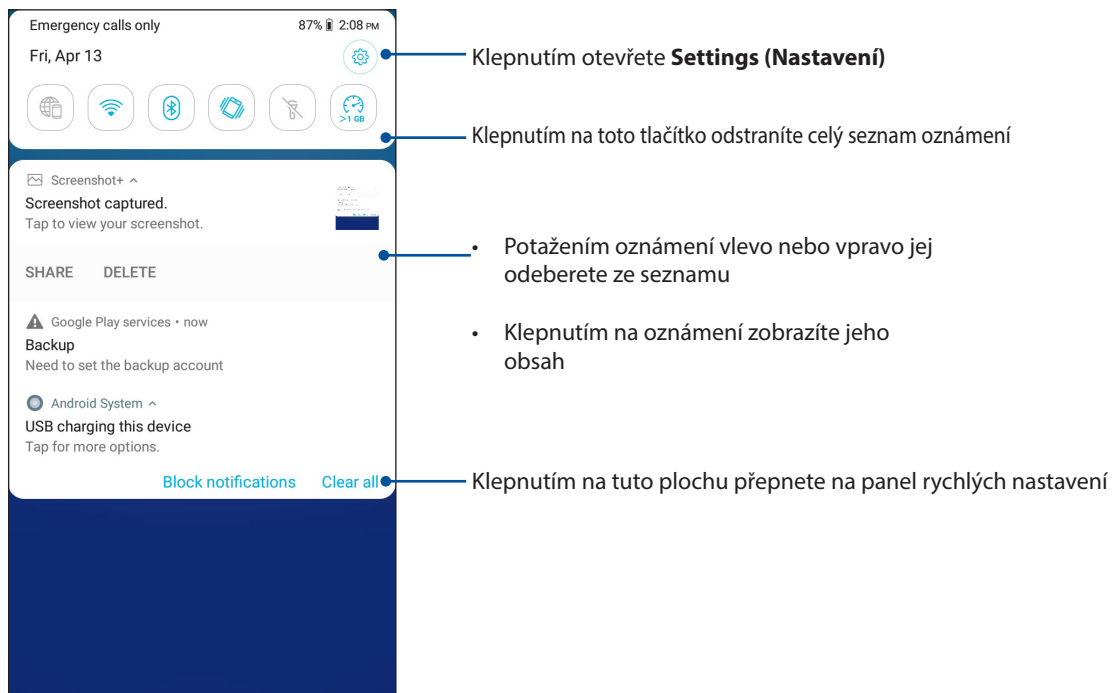 Emergency calls only 87% 2:08 PM
Fri, Apr 13
>1 GB
Screenshot+
Screenshot captured.
Tap to view your screenshot.
SHARE DELETE
Google Play services • now
Backup
Need to set the backup account
Android System
USB charging this device
Tap for more options.
Block notifications Clear all
Klepnutím otevřete Settings (Nastavení)
Klepnutím na toto tlačítko odstraníte celý seznam oznámení
• Potažením oznámení vlevo nebo vpravo jej
odeberete ze seznamu
• Klepnutím na oznámení zobrazíte jeho
obsah
Klepnutím na tuto plochu přepnete na panel rychlých nastavení